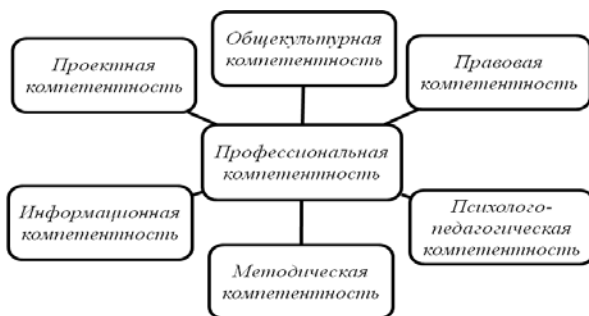 Общекультурная
компетентность
Проектная
компетентность
Правовая
компетентность
Профессиональная
компетентность
Информационная
компетентность
Психолого-
педагогическая
компетентность
Методическая
компетентность